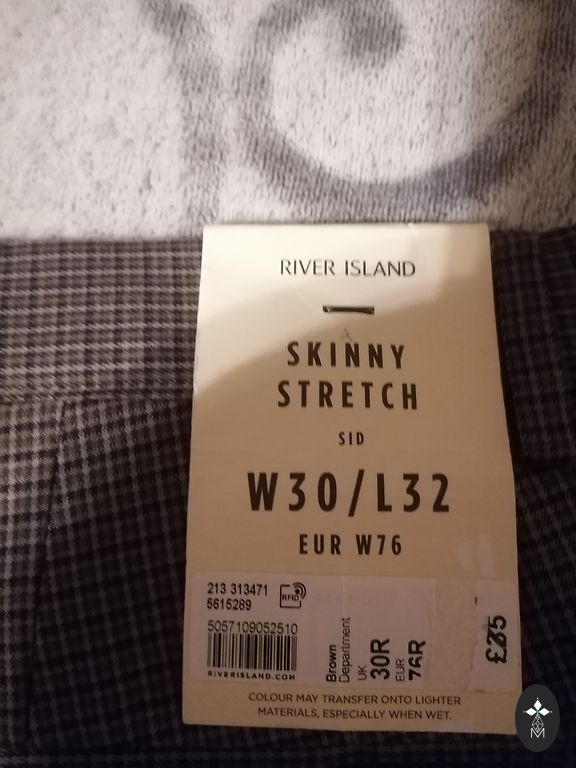 RIVER ISLAND
SKINNY
STRETCH
SID
W30/L32
EUR W76
213 313471
5615289
RFID
5057109052510
RIVERISLAND.COM
Brown
Department
UK
30R
EUR
76R
COLOUR MAY TRANSFER ONTO LIGHTER
MATERIALS, ESPECIALLY WHEN WET.
M